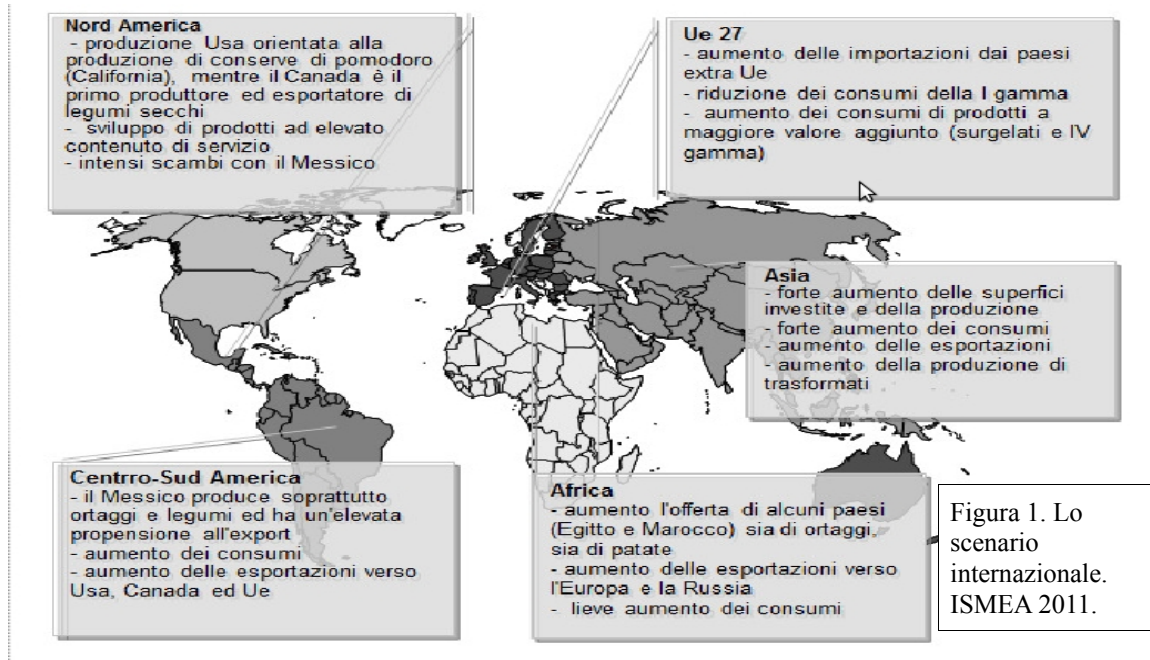 Nord America
- produzione Usa orientata alla
produzione di conserve di pomodoro
(California), mentre il Canada è il
primo produttore ed esportatore di
legumi secchi
- sviluppo di prodotti ad elevato
contenuto di servizio
- intensi scambi con il Messico
Ue 27
- aumento delle importazioni dai paesi
extra Ue
- riduzione dei consumi della I gamma
- aumento dei consumi di prodotti a
maggiore valore aggiunto (surgelati e IV
gamma)
Asia
- forte aumento delle superfici
investite e della produzione
- forte aumento dei consumi
- aumento delle esportazioni
- aumento della produzione di
trasformati
Centrro-Sud America
- il Messico produce soprattutto
ortaggi e legumi ed ha un'elevata
propensione all'export
- aumento dei consumi
- aumento delle esportazioni verso
Usa, Canada ed Ue
Africa
- aumento l'offerta di alcuni paesi
(Egitto e Marocco) sia di ortaggi,
sia di patate
- aumento delle esportazioni verso
l'Europa e la Russia
- lieve aumento dei consumi
Figura 1. Lo
scenario
internazionale.
ISMEA 2011.